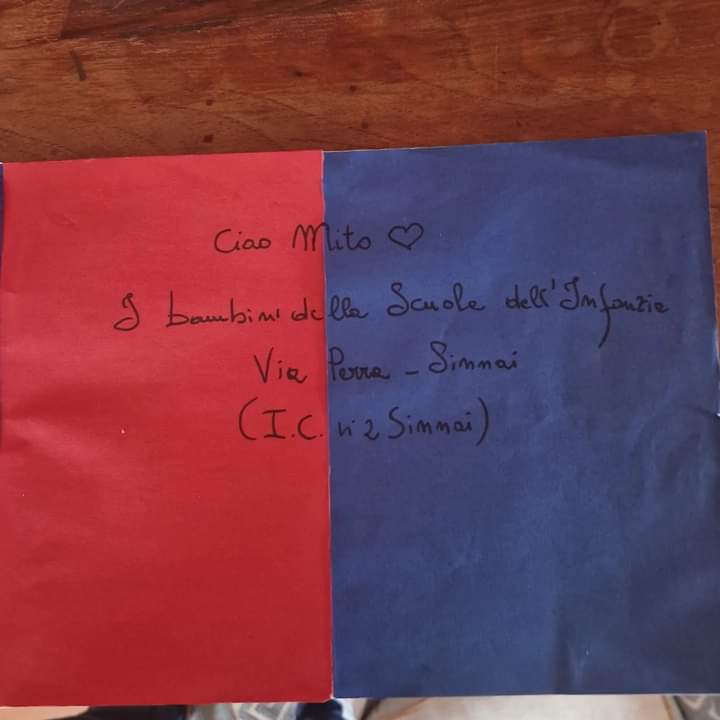 Ciao Mito ♡
I bambini della Scuola dell'Infanzia
Via Perra - Sinnai
(I.C. n°2 Sinnai)